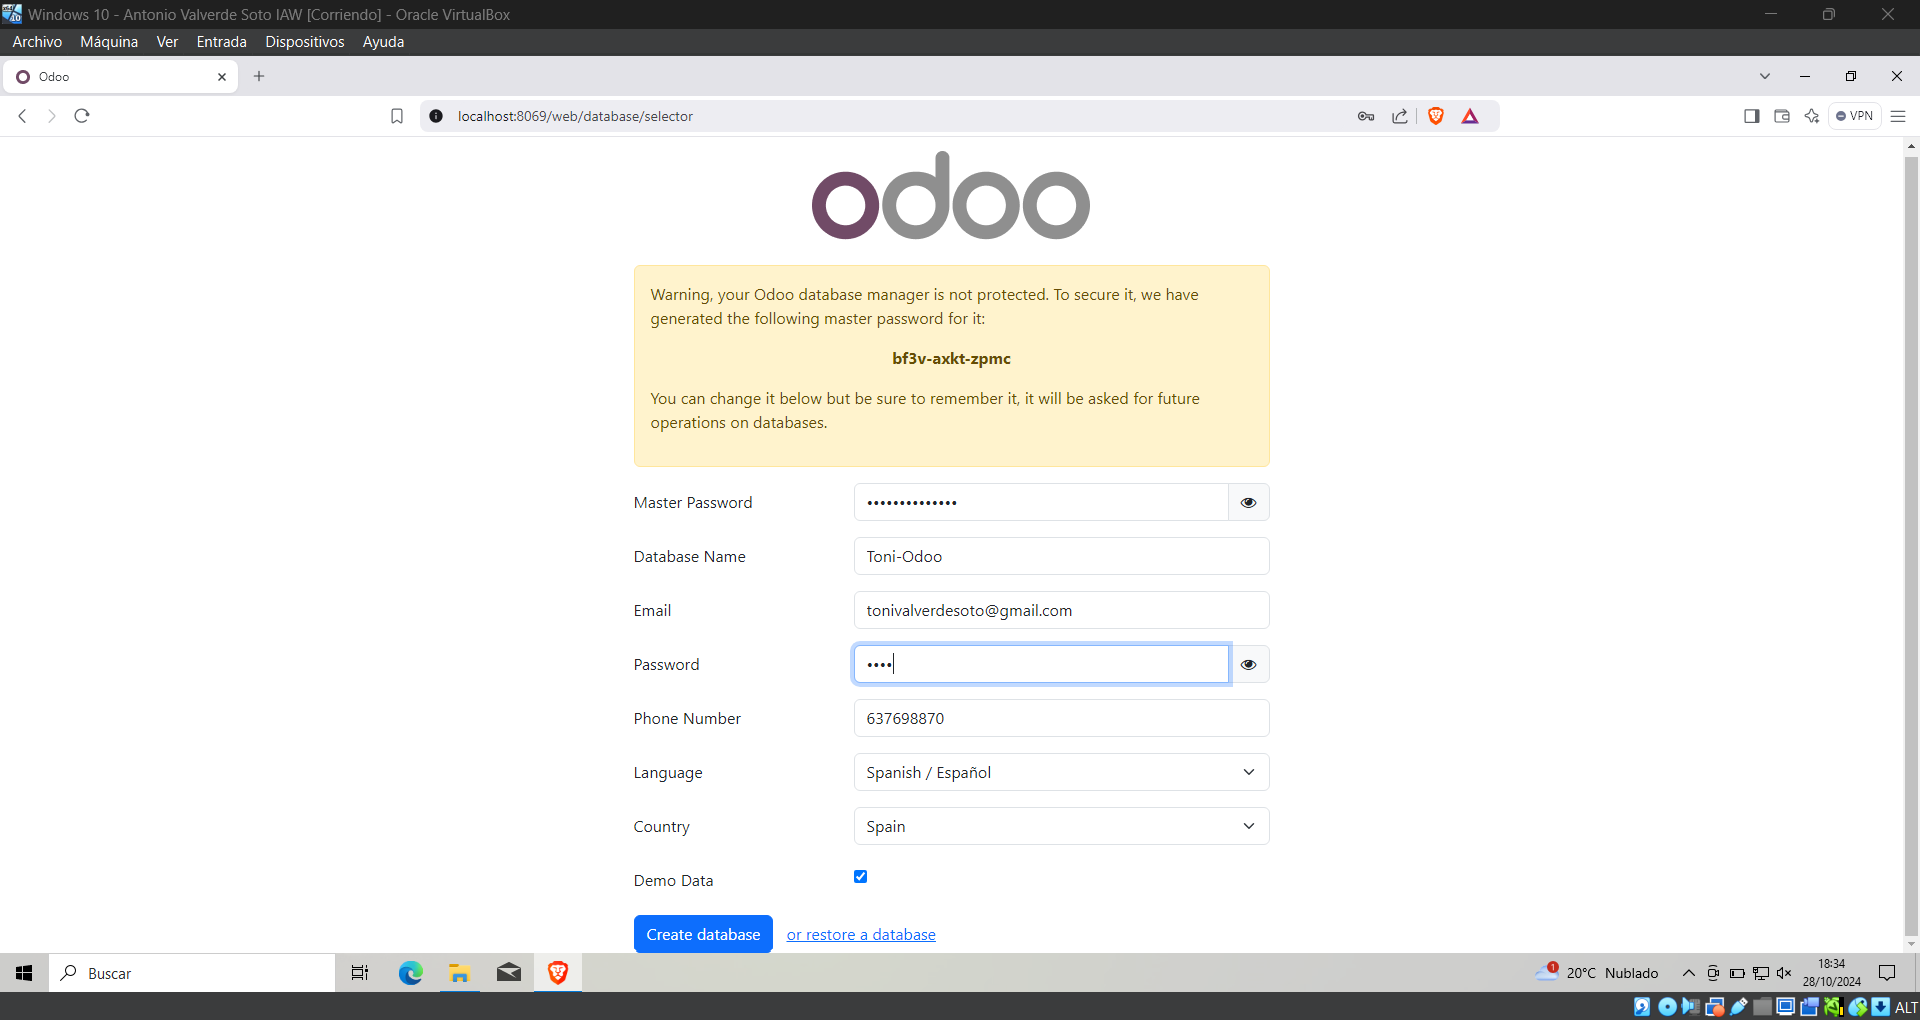 Windows 10 - Antonio Valverde Soto IAW [Corriendo] - Oracle VirtualBox
Archivo Máquina Ver Entrada Dispositivos Ayuda
Odoo
localhost:8069/web/database/selector
VPN
odoo
Warning, your Odoo database manager is not protected. To secure it, we have
generated the following master password for it:
bf3v-axkt-zpmc
You can change it below but be sure to remember it, it will be asked for future
operations on databases.
Master Password ••••••••••••••
Database Name Toni-Odoo
Email tonivalverdesoto@gmail.com
Password ••••
Phone Number 637698870
Language Spanish / Español
Country Spain
Demo Data
Create database or restore a database
Buscar
1 20°C Nublado
18:34
28/10/2024
ALT